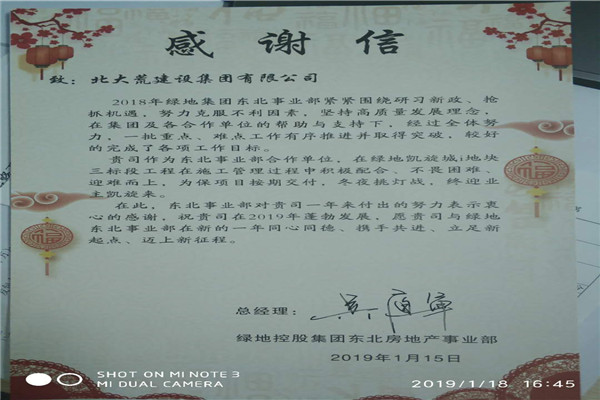 感 谢 信
致：北大荒建设集团有限公司
2018年绿地集团东北事业部紧紧围绕研习新政、抢
抓机遇，努力克服不利因素，坚持高质量发展理念，
在集团及各合作单位的帮助与支持下，经过全体努
力，一批重点、难点工作有序推进并取得突破，较好
的完成了各项工作目标。
贵司作为东北事业部合作单位，在绿地凯旋城i地块
三标段工程在施工管理过程中积极配合、不畏困难、
迎难而上，为保项目按期交付，冬夜挑灯战，终迎业
主凯旋来。
在此，东北事业部对贵司一年来付出的努力表示衷
心的感谢，祝贵司在2019年蓬勃发展，愿贵司与绿地
东北事业部在新的一年同心同德、携手共进、立足新
起点、迈上新征程。
总经理：
绿地控股集团东北房地产事业部
2019年1月15日
SHOT ON MI NOTE 3
MI DUAL CAMERA
2019/1/18 16:45